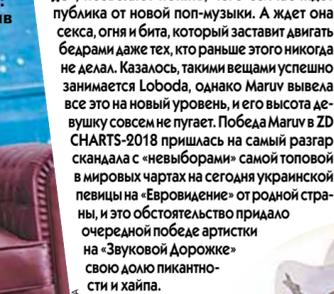 публика от новой поп-музыки. А ждет она
секса, огня и бита, который заставит двигать
бедрами даже тех, кто раньше этого никогда
не делал. Казалось, такими вещами успешно
занимается Loboda, однако Maruv вывела
все это на новый уровень, и его высота де-
вушку совсем не пугает. Победа Maruv в ZD
CHARTS-2018 пришлась на самый разгар
скандала с «невыборами» самой топовой
в мировых чартах на сегодня украинской
певицы на «Евровидение» от родной стра-
ны, и это обстоятельство придало
очередной победе артистки
на «Звуковой Дорожке»
свою долю пикантно-
сти и хайпа.